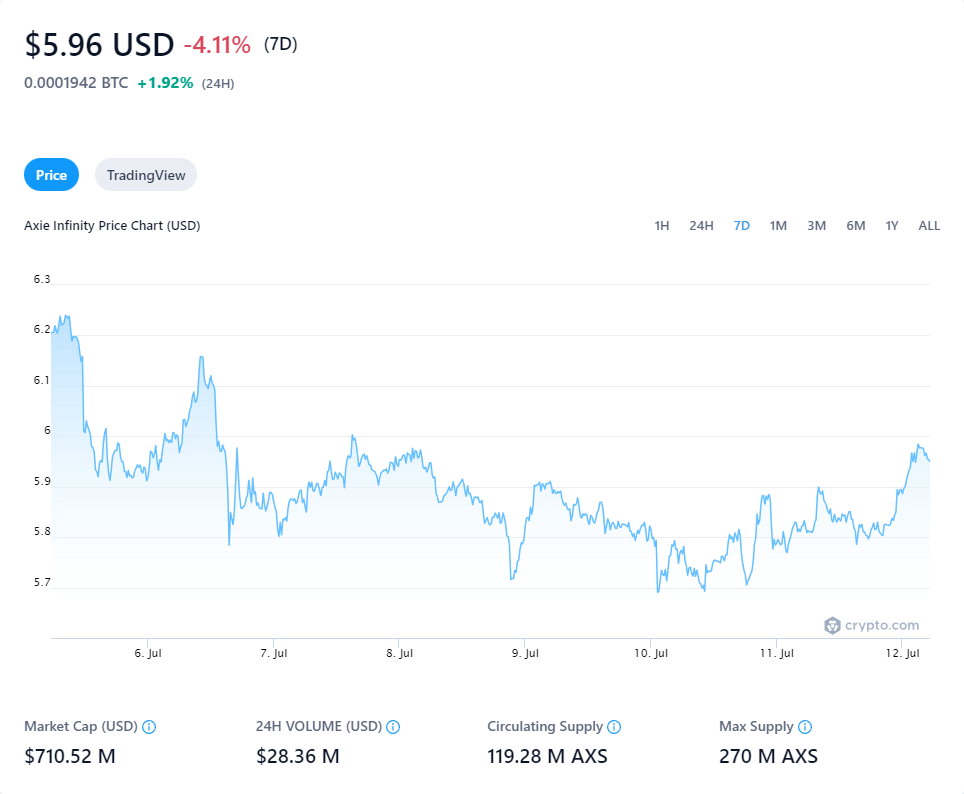 $5.96 USD -4.11% (7D)
0.0001942 BTC +1.92% (24H)
Price TradingView
Axie Infinity Price Chart (USD) 1H 24H 7D 1M 3M 6M 1Y ALL
6.3
6.2
6.1
6
5.9
5.8
5.7
crypto.com
6. Jul 7. Jul 8. Jul 9. Jul 10. Jul 11. Jul 12. Jul
Market Cap (USD) 24H VOLUME (USD) Circulating Supply Max Supply
$710.52 M $28.36 M 119.28 M AXS 270 M AXS